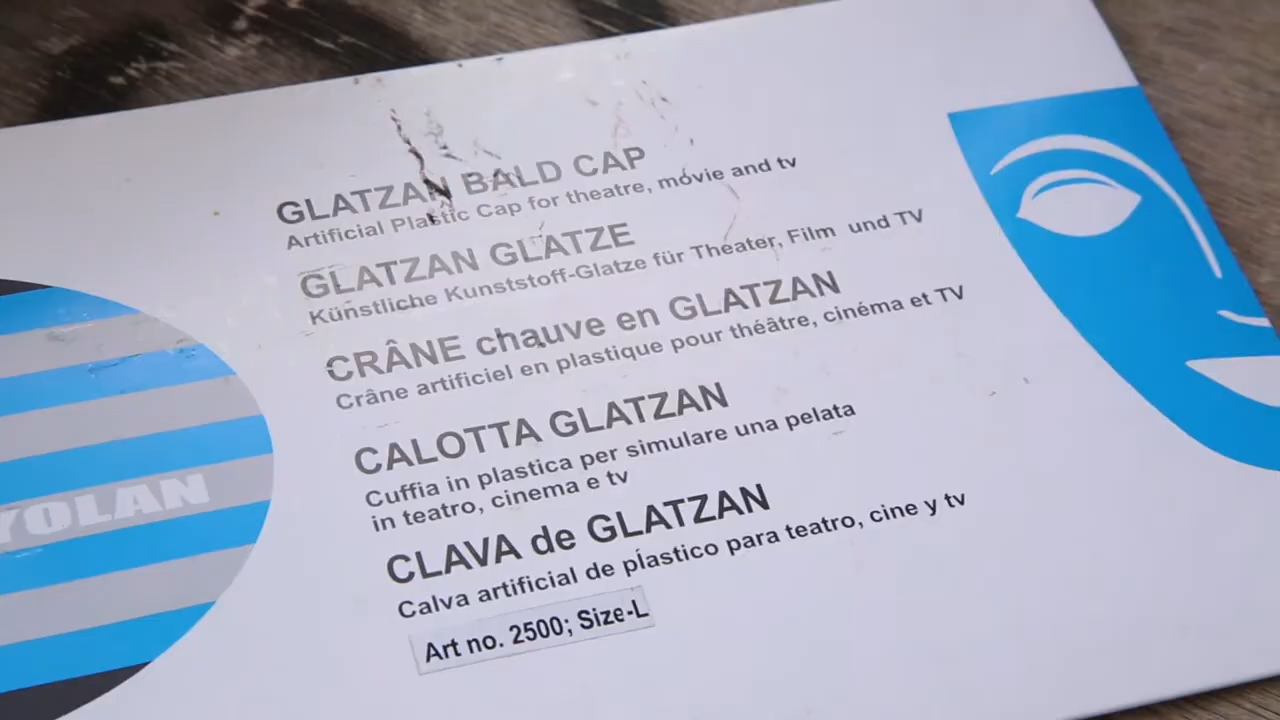 GLATZAN BALD CAP
Artificial Plastic Cap for theatre, movie and tv
GLATZAN GLATZE
Künstliche Kunststoff-Glatze für Theater, Film und TV
CRÂNE chauve en GLATZAN
Crâne artificiel en plastique pour théâtre, cinéma et TV
CALOTTA GLATZAN
Cuffia in plastica per simulare una pelata
in teatro, cinema e tv
CLAVA de GLATZAN
Calva artificial de plastico para teatro, cine y tv
Art no. 2500; Size-L
YOLAN